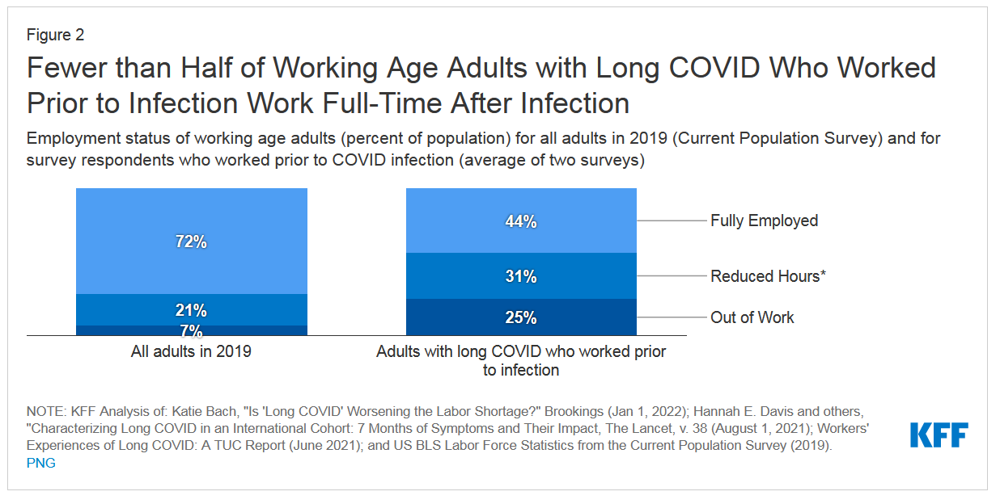 Figure 2
Fewer than Half of Working Age Adults with Long COVID Who Worked
Prior to Infection Work Full-Time After Infection
Employment status of working age adults (percent of population) for all adults in 2019 (Current Population Survey) and for
survey respondents who worked prior to COVID infection (average of two surveys)
72%
21%
7%
All adults in 2019
44%
31%
25%
Adults with long COVID who worked prior
to infection
Fully Employed
Reduced Hours*
Out of Work
NOTE: KFF Analysis of: Katie Bach, "Is 'Long COVID' Worsening the Labor Shortage?" Brookings (Jan 1, 2022); Hannah E. Davis and others,
"Characterizing Long COVID in an International Cohort: 7 Months of Symptoms and Their Impact, The Lancet, v. 38 (August 1, 2021); Workers'
Experiences of Long COVID: A TUC Report (June 2021); and US BLS Labor Force Statistics from the Current Population Survey (2019).
PNG
KFF